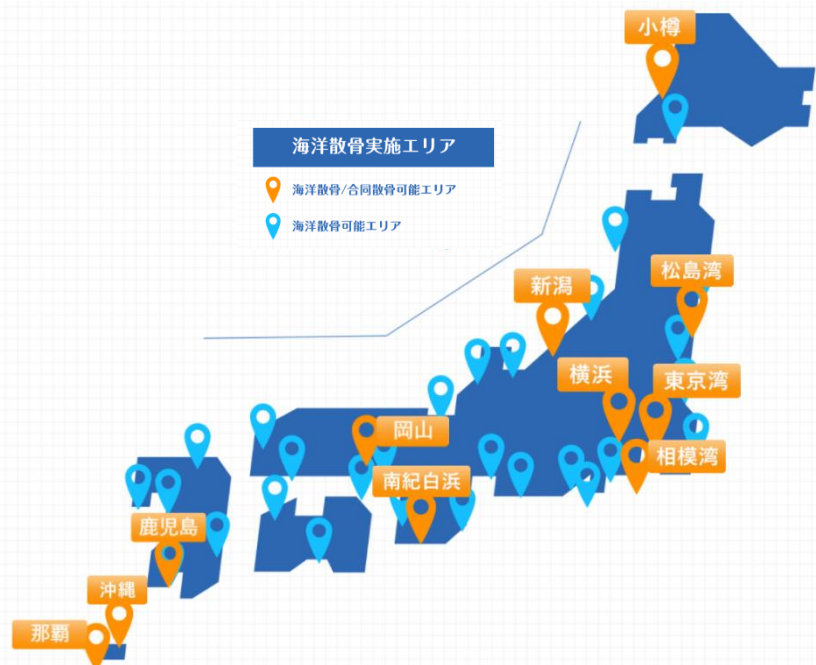 小樽
海洋散骨実施エリア
海洋散骨/合同散骨可能エリア
海洋散骨可能エリア
松島湾
新潟
横浜
東京湾
岡山
相模湾
南紀白浜
鹿児島
沖縄
那覇